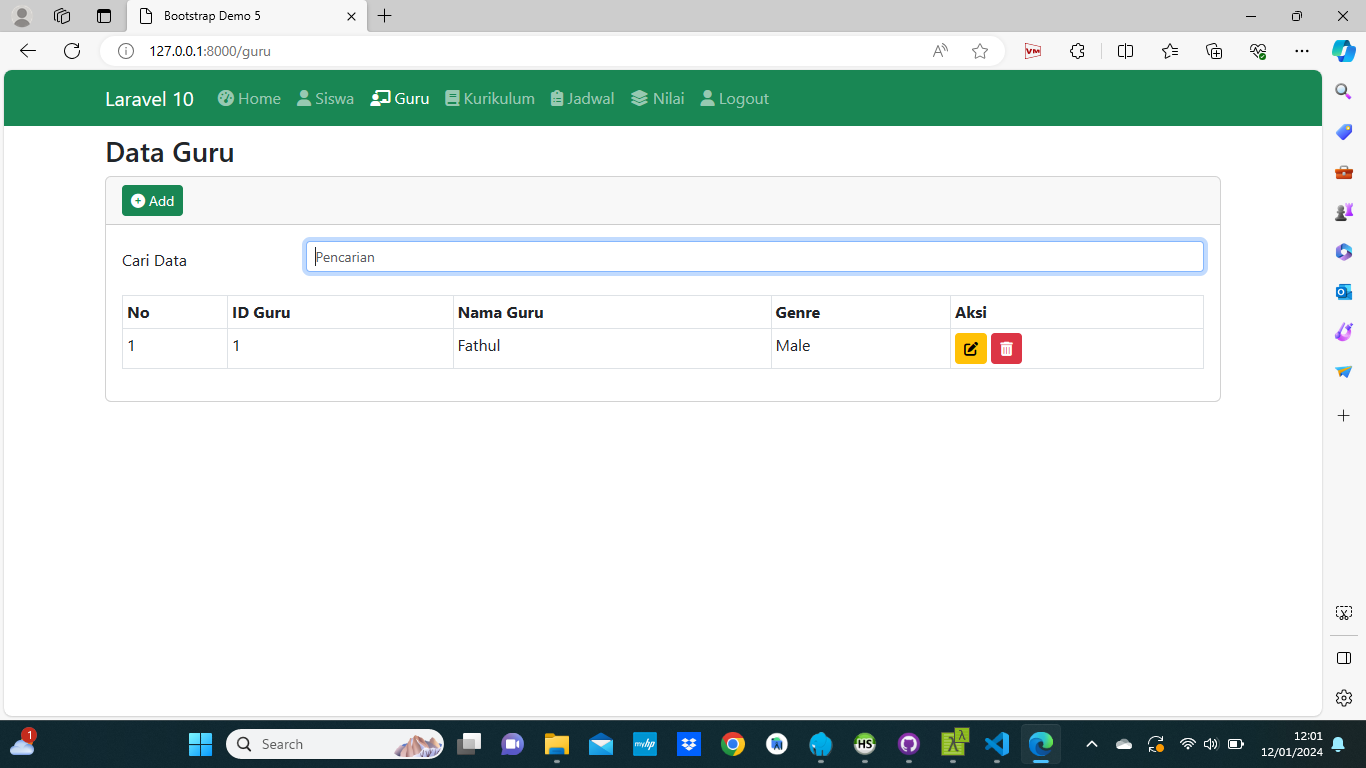 Bootstrap Demo 5
127.0.0.1:8000/guru
VM
Laravel 10 Home Siswa Guru Kurikulum Jadwal Nilai Logout
Data Guru
Add
Cari Data Pencarian
No ID Guru Nama Guru Genre Aksi
1 1 Fathul Male
1 Search myhp HS 12:01
12/01/2024